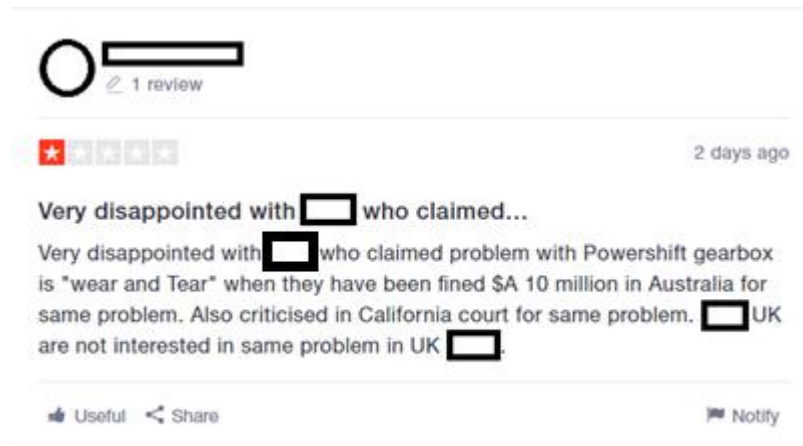 1 review
2 days ago
Very disappointed with who claimed...
Very disappointed with who claimed problem with Powershift gearbox
is "wear and Tear" when they have been fined $A 10 million in Australia for
same problem. Also criticised in California court for same problem. UK
are not interested in same problem in UK .
Useful Share Notify